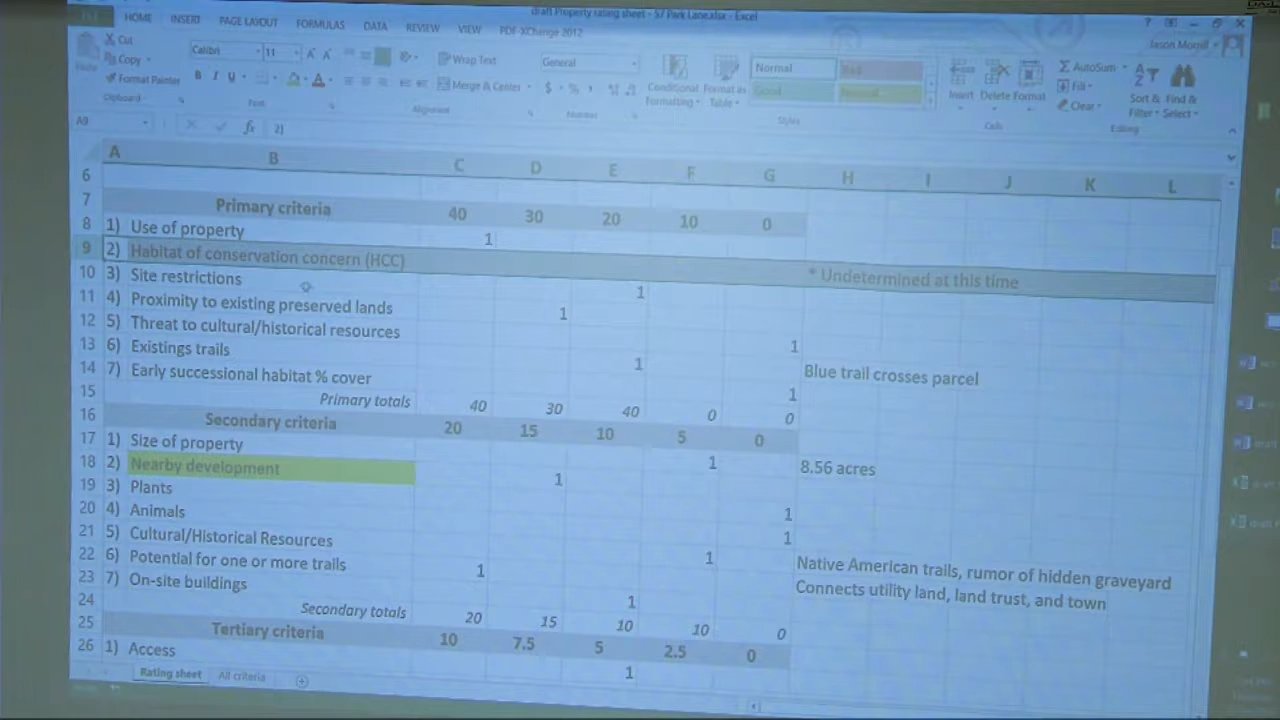 draft Property rating sheet - 57 Park Lane.xlsx - Excel
HOME INSERT PAGE LAYOUT FORMULAS DATA REVIEW VIEW PDF-XChange 2012
Jason Morrill
Cut
Copy
Format Painter
Clipboard
Calibri 11
B I U
Font
Wrap Text
Merge & Center
Alignment
General
$ % ,
Number
Conditional Formatting
Format as Table
Normal
Good
Styles
Insert Delete Format
Cells
AutoSum
Fill
Clear
Sort & Filter
Find & Select
Editing
A9 fx 2)
A B C D E F G H I J K L
6
7 Primary criteria 40 30 20 10 0
8 1) Use of property 1
9 2) Habitat of conservation concern (HCC) * Undetermined at this time
10 3) Site restrictions 1
11 4) Proximity to existing preserved lands 1
12 5) Threat to cultural/historical resources 1
13 6) Existings trails 1 Blue trail crosses parcel
14 7) Early successional habitat % cover 1
15 Primary totals 40 30 40 0 0
16 Secondary criteria 20 15 10 5 0
17 1) Size of property 1 8.56 acres
18 2) Nearby development 1
19 3) Plants 1
20 4) Animals 1
21 5) Cultural/Historical Resources 1 Native American trails, rumor of hidden graveyard
22 6) Potential for one or more trails 1 Connects utility land, land trust, and town
23 7) On-site buildings 1
24 Secondary totals 20 15 10 10 0
25 Tertiary criteria 10 7.5 5 2.5 0
26 1) Access 1
Rating sheet All criteria